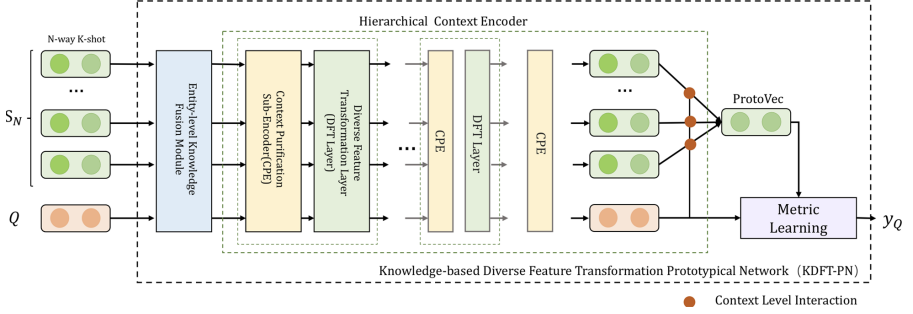 Hierarchical Context Encoder
N-way K-shot
...
S_N
Q
Entity-level Knowledge
Fusion Module
Context Purification
Sub-Encoder(CPE)
Diverse Feature
Transformation Layer
(DFT Layer)
...
CPE
DFT Layer
CPE
...
ProtoVec
Metric
Learning
y_Q
Knowledge-based Diverse Feature Transformation Prototypical Network（KDFT-PN）
Context Level Interaction